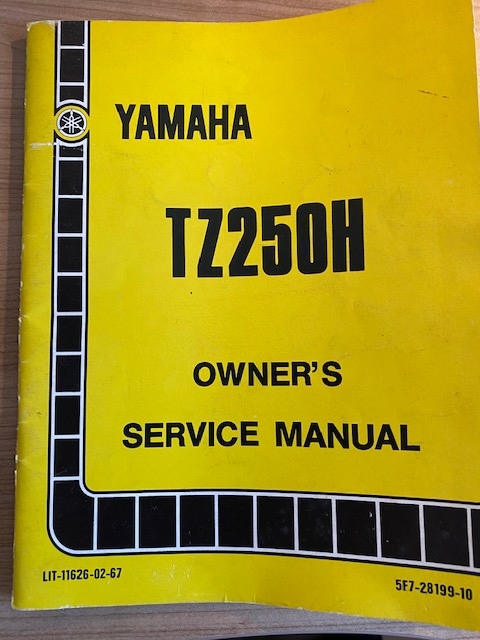 YAMAHA
TZ250H
OWNER'S
SERVICE MANUAL
LIT-11626-02-67
5F7-28199-10